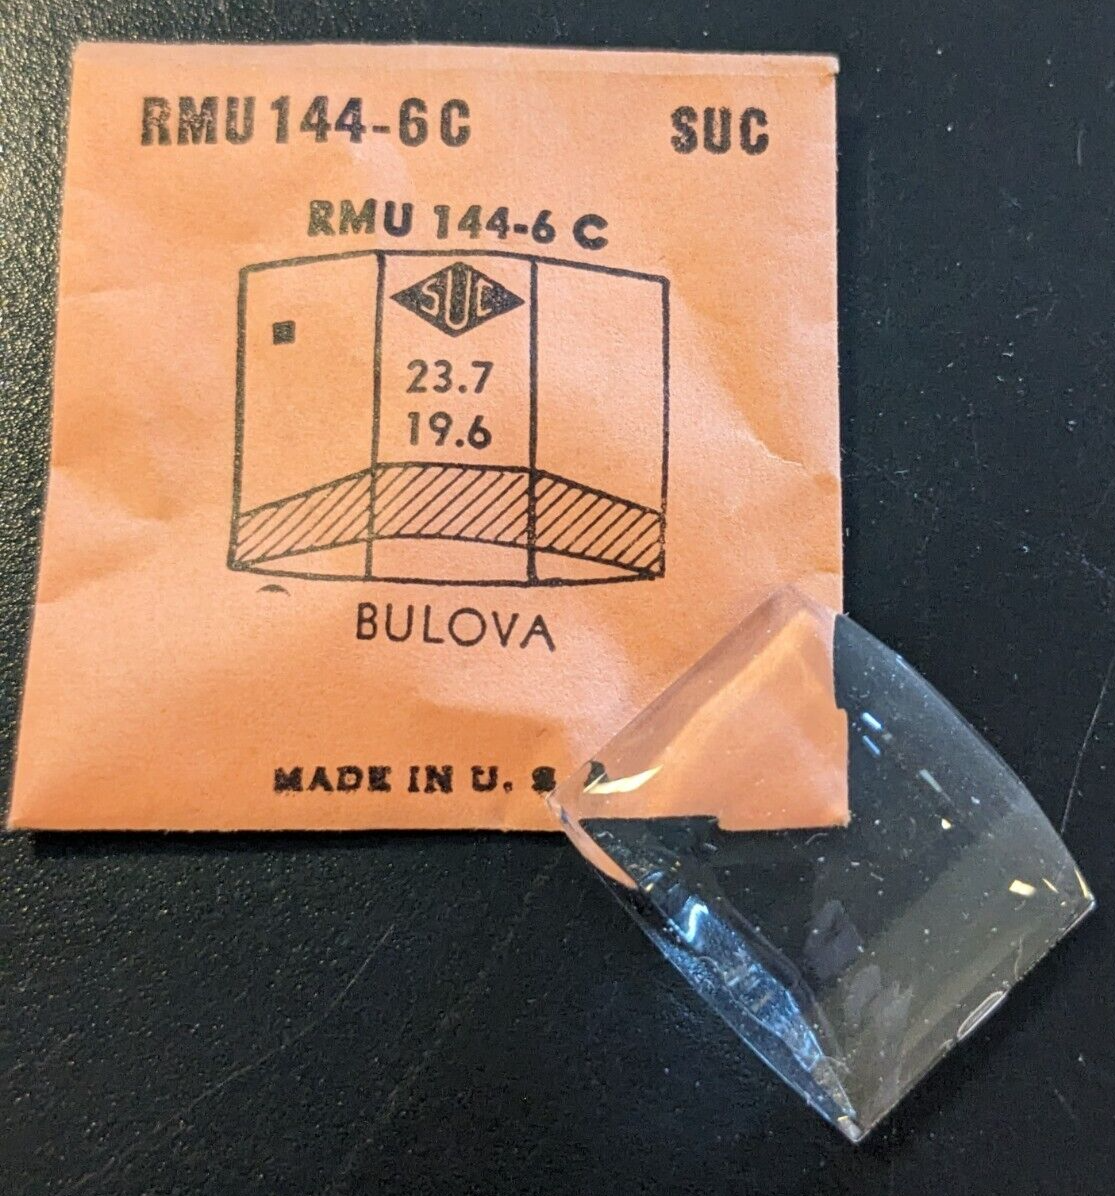 RMU 144-6C SUC
RMU 144-6 C
SUC
23.7
19.6
BULOVA
MADE IN U. S